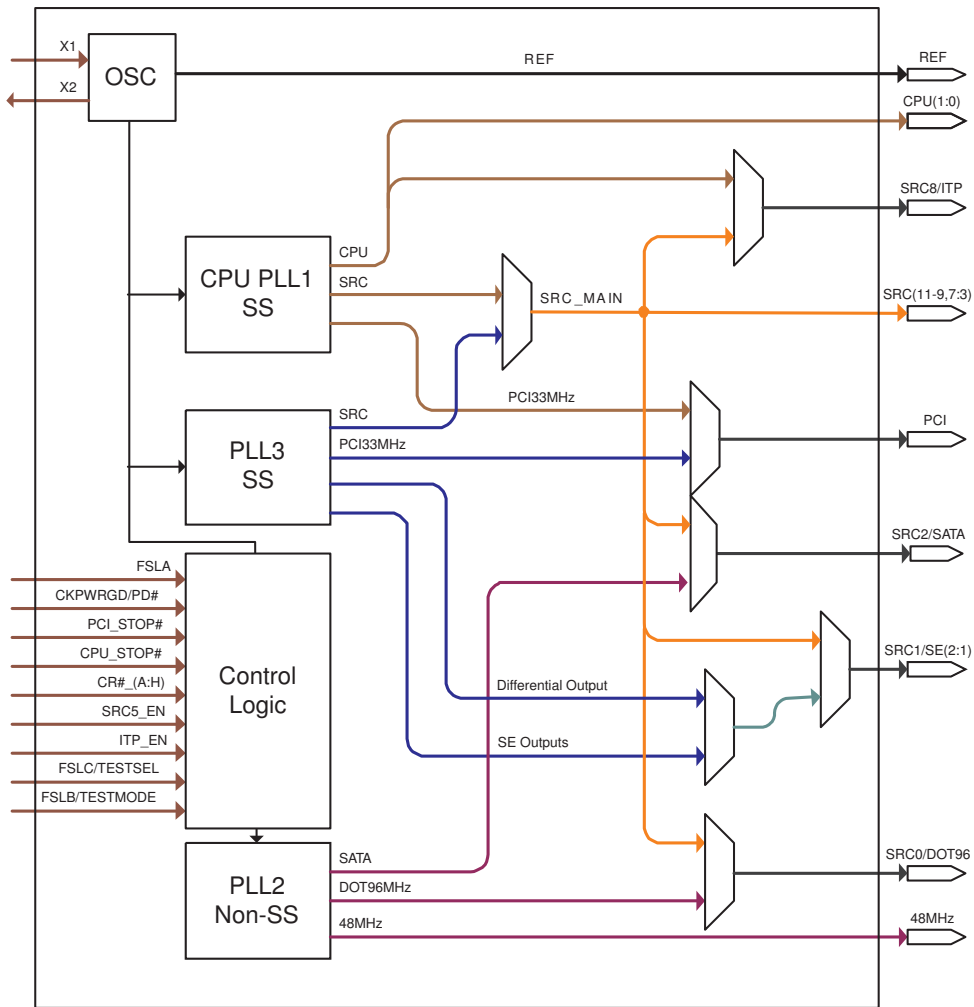 X1
X2
OSC
REF
REF
CPU(1:0)
SRC8/ITP
CPU PLL1
SS
CPU
SRC
SRC_MAIN
SRC(11-9,7:3)
PCI33MHz
PCI
PLL3
SS
SRC
PCI33MHz
SRC2/SATA
FSLA
CKPWRGD/PD#
PCI_STOP#
CPU_STOP#
CR#_(A:H)
SRC5_EN
ITP_EN
FSLC/TESTSEL
FSLB/TESTMODE
Control
Logic
Differential Output
SE Outputs
SRC1/SE(2:1)
PLL2
Non-SS
SATA
DOT96MHz
48MHz
SRC0/DOT96
48MHz